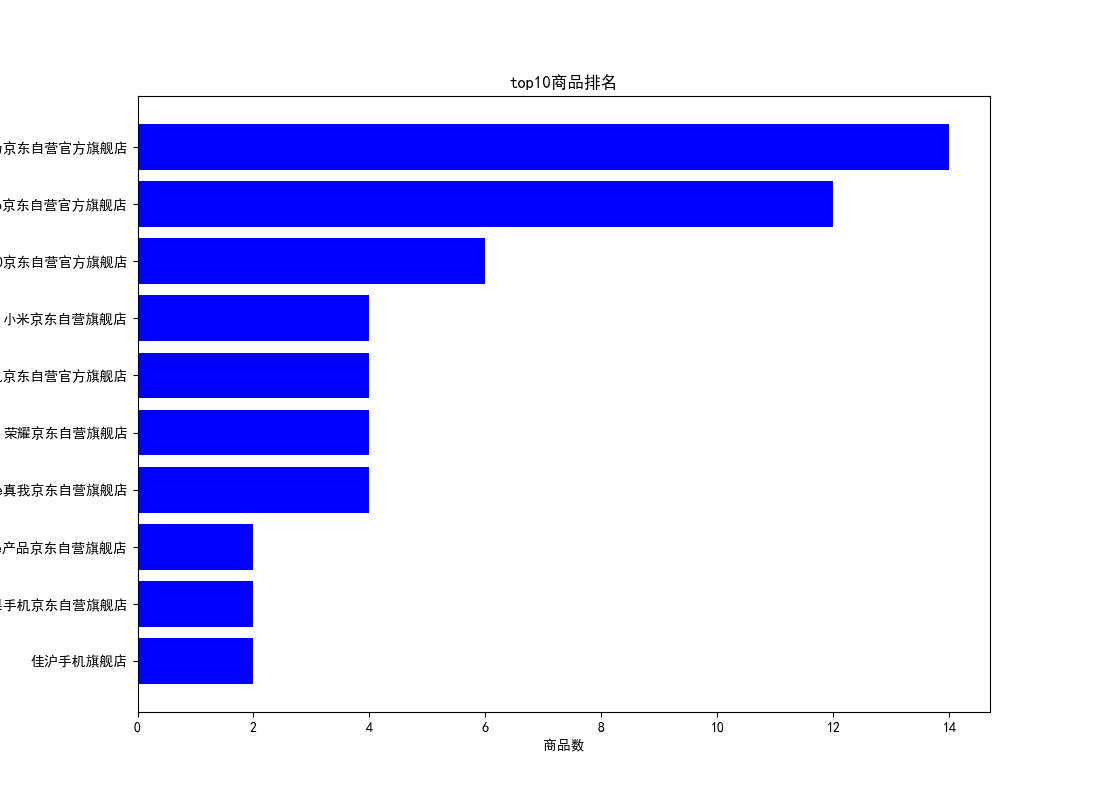 top10商品排名
京东自营官方旗舰店
京东自营官方旗舰店
京东自营官方旗舰店
小米京东自营旗舰店
京东自营官方旗舰店
荣耀京东自营旗舰店
真我京东自营旗舰店
产品京东自营旗舰店
手机京东自营旗舰店
佳沪手机旗舰店
0 2 4 6 8 10 12 14
商品数